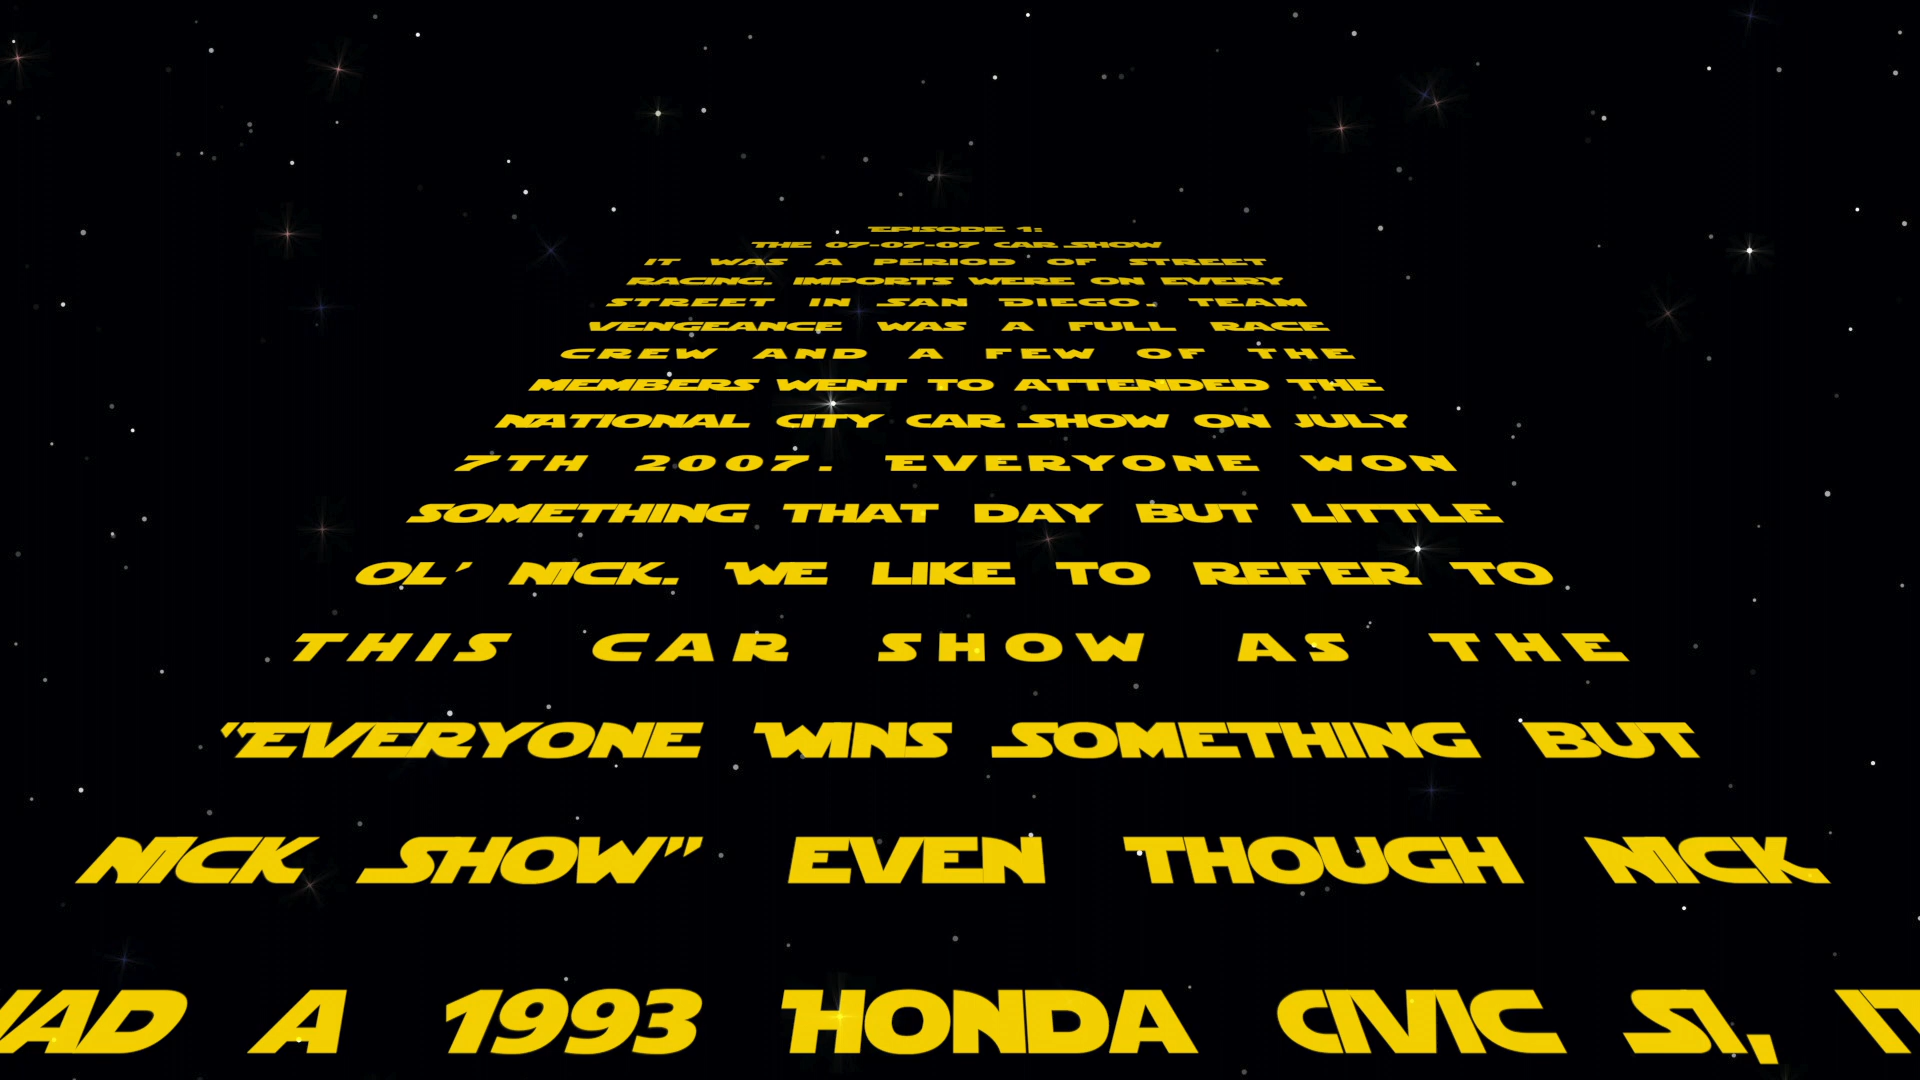 EPISODE 1:
THE 07-07-07 CAR SHOW
IT WAS A PERIOD OF STREET
RACING. IMPORTS WERE ON EVERY
STREET IN SAN DIEGO. TEAM
VENGEANCE WAS A FULL RACE
CREW AND A FEW OF THE
MEMBERS WENT TO ATTENDED THE
NATIONAL CITY CAR SHOW ON JULY
7TH 2007. EVERYONE WON
SOMETHING THAT DAY BUT LITTLE
OL' NICK. WE LIKE TO REFER TO
THIS CAR SHOW AS THE
"EVERYONE WINS SOMETHING BUT
NICK SHOW" EVEN THOUGH NICK
A 1993 HONDA CIVIC SI,